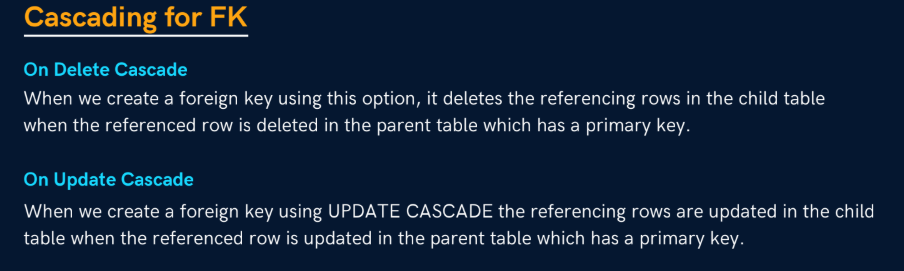 Cascading for FK
On Delete Cascade
When we create a foreign key using this option, it deletes the referencing rows in the child table
when the referenced row is deleted in the parent table which has a primary key.
On Update Cascade
When we create a foreign key using UPDATE CASCADE the referencing rows are updated in the child
table when the referenced row is updated in the parent table which has a primary key.